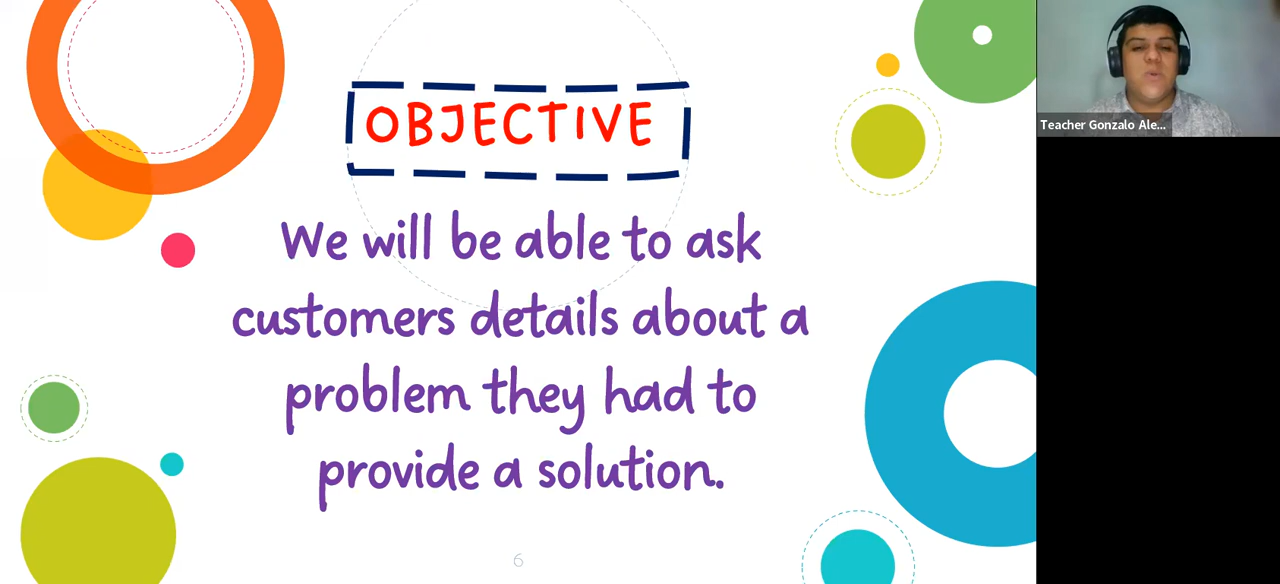 OBJECTIVE
We will be able to ask
customers details about a
problem they had to
provide a solution.
6
Teacher Gonzalo Ale...